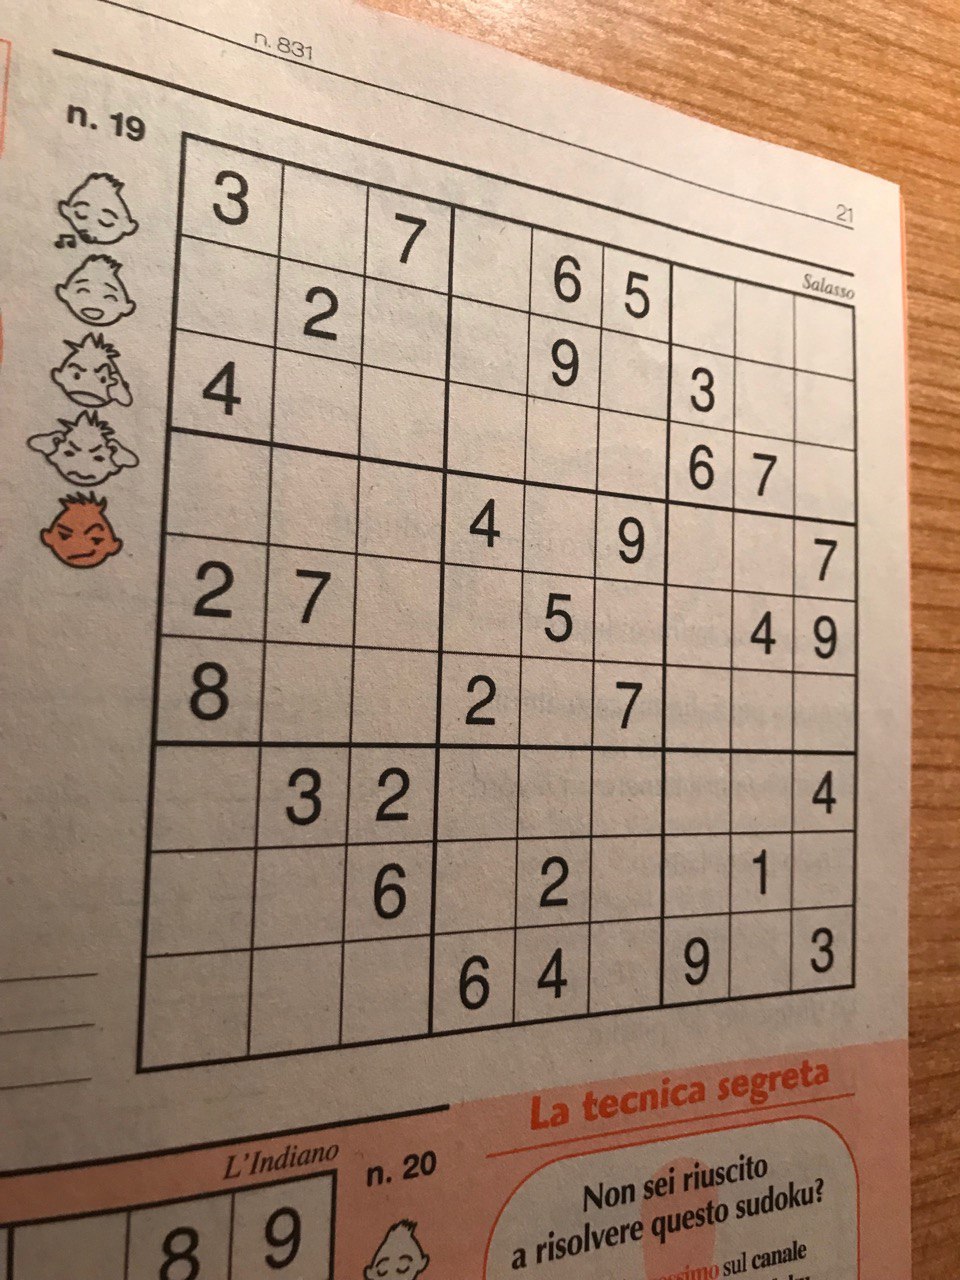 n. 831
21
n. 19
Salasso
3 7 6 5
2 9 3
4 6 7
4 9 7
2 7 5 4 9
8 2 7
3 2 4
6 2 1
6 4 9 3
La tecnica segreta
L'Indiano
n. 20
8 9
Non sei riuscito
a risolvere questo sudoku?
sul canale